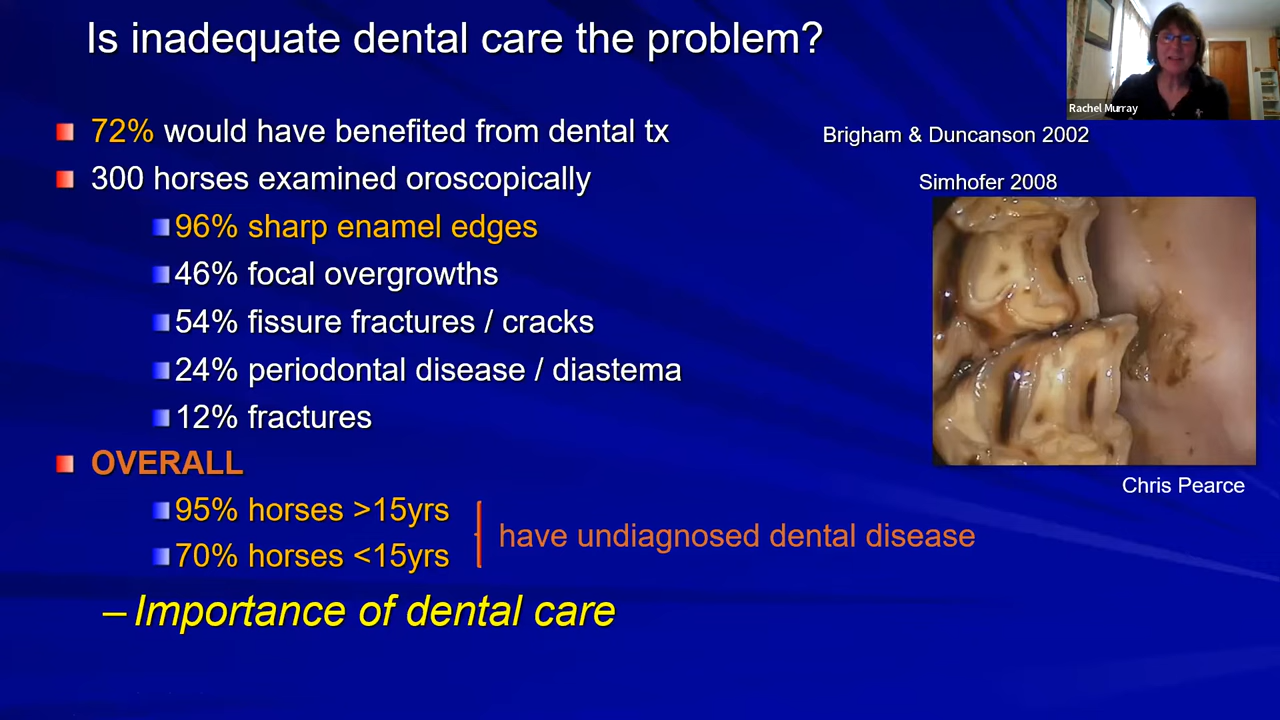 Is inadequate dental care the problem?
Rachel Murray
72% would have benefited from dental tx
Brigham & Duncanson 2002
300 horses examined oroscopically
Simhofer 2008
96% sharp enamel edges
46% focal overgrowths
54% fissure fractures / cracks
24% periodontal disease / diastema
12% fractures
Chris Pearce
OVERALL
95% horses >15yrs
70% horses <15yrs
have undiagnosed dental disease
– Importance of dental care